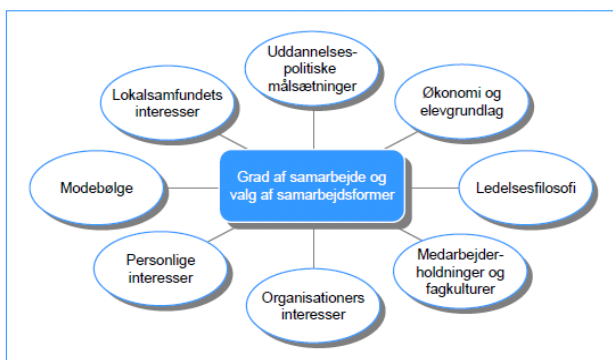 Uddannelses-
politiske
målsætninger
Lokalsamfundets
interesser
Økonomi og
elevgrundlag
Modebølge
Grad af samarbejde og
valg af samarbejdsformer
Ledelsesfilosofi
Personlige
interesser
Organisationers
interesser
Medarbejder-
holdninger og
fagkulturer